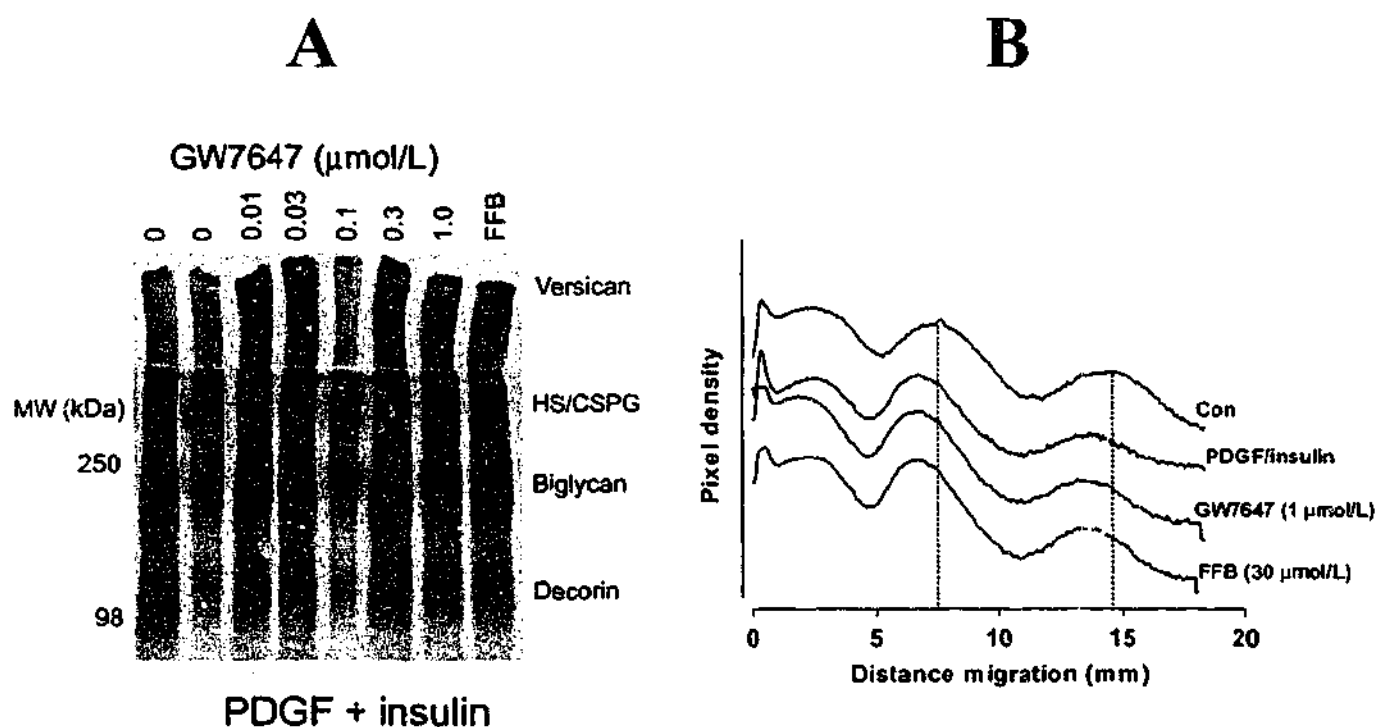 A
GW7647 (μmol/L)
0 0 0.01 0.03 0.1 0.3 1.0 FFB
Versican
HS/CSPG
MW (kDa)
250
Biglycan
Decorin
98
PDGF + insulin
B
Pixel density
Con
PDGF/insulin
GW7647 (1 μmol/L)
FFB (30 μmol/L)
0 5 10 15 20
Distance migration (mm)